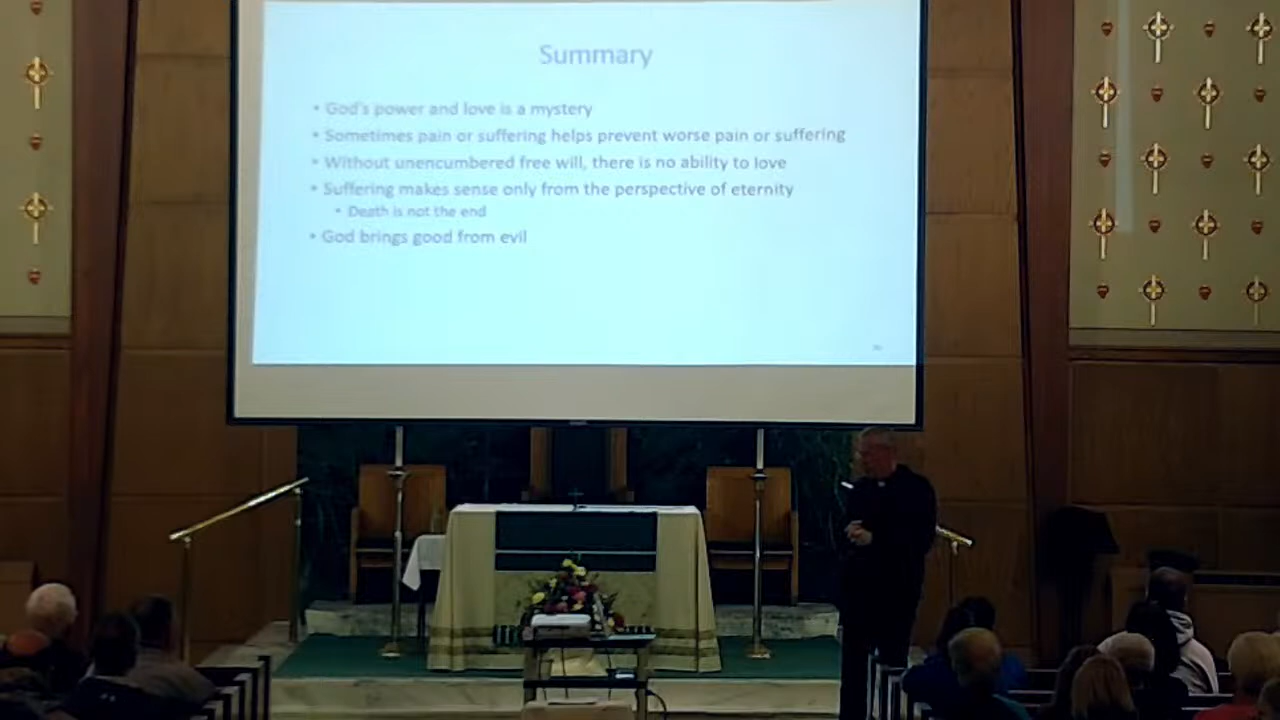 Summary
• God's power and love is a mystery
• Sometimes pain or suffering helps prevent worse pain or suffering
• Without unencumbered free will, there is no ability to love
• Suffering makes sense only from the perspective of eternity
• Death is not the end
• God brings good from evil